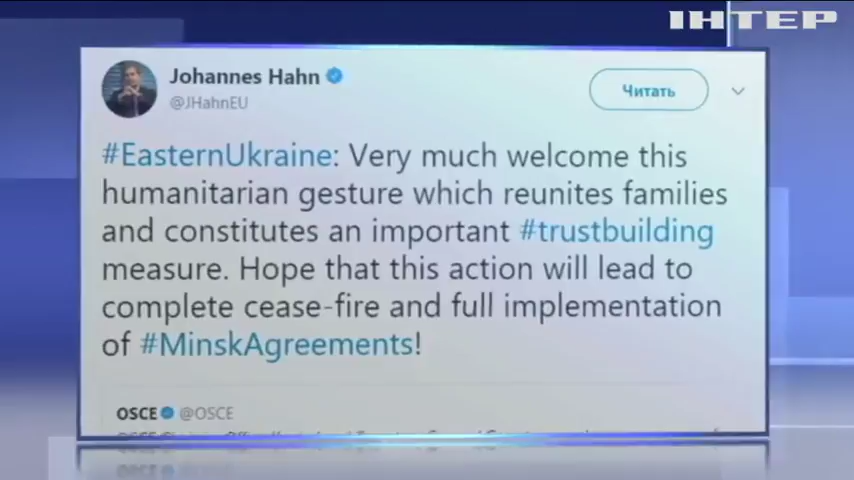 ІНТЕР
Johannes Hahn
@JHahnEU
Читать
#EasternUkraine: Very much welcome this
humanitarian gesture which reunites families
and constitutes an important #trustbuilding
measure. Hope that this action will lead to
complete cease-fire and full implementation
of #MinskAgreements!
OSCE @OSCE